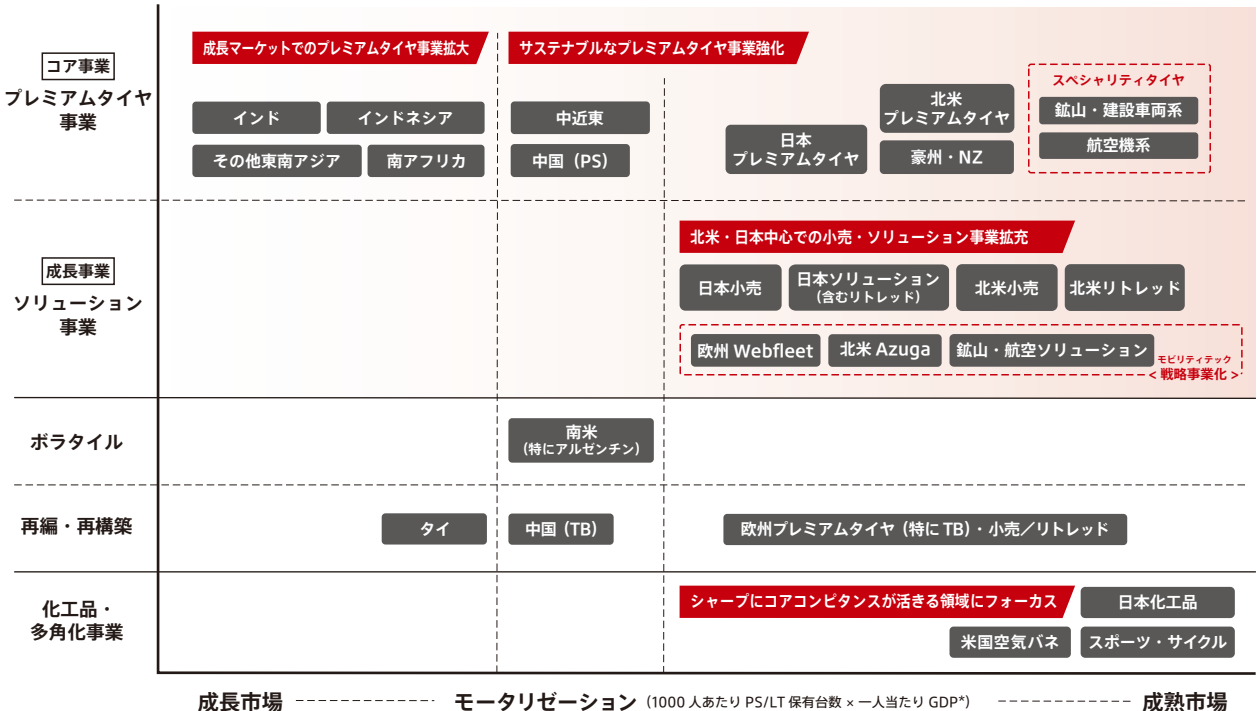 成長マーケットでのプレミアムタイヤ事業拡大
サステナブルなプレミアムタイヤ事業強化
コア事業
プレミアムタイヤ
事業
インド
インドネシア
その他東南アジア
南アフリカ
中近東
中国（PS）
日本
プレミアムタイヤ
北米
プレミアムタイヤ
豪州・NZ
スペシャリティタイヤ
鉱山・建設車両系
航空機系
成長事業
ソリューション
事業
北米・日本中心での小売・ソリューション事業拡充
日本小売
日本ソリューション
（含むリトレッド）
北米小売
北米リトレッド
欧州 Webfleet
北米 Azuga
鉱山・航空ソリューション
モビリティテック
< 戦略事業化 >
ボラタイル
南米
（特にアルゼンチン）
再編・再構築
タイ
中国（TB）
欧州プレミアムタイヤ（特に TB）・小売／リトレッド
化工品・
多角化事業
シャープにコアコンピタンスが活きる領域にフォーカス
日本化工品
米国空気バネ
スポーツ・サイクル
成長市場
モータリゼーション（1000 人あたり PS/LT 保有台数 × 一人当たり GDP*）
成熟市場